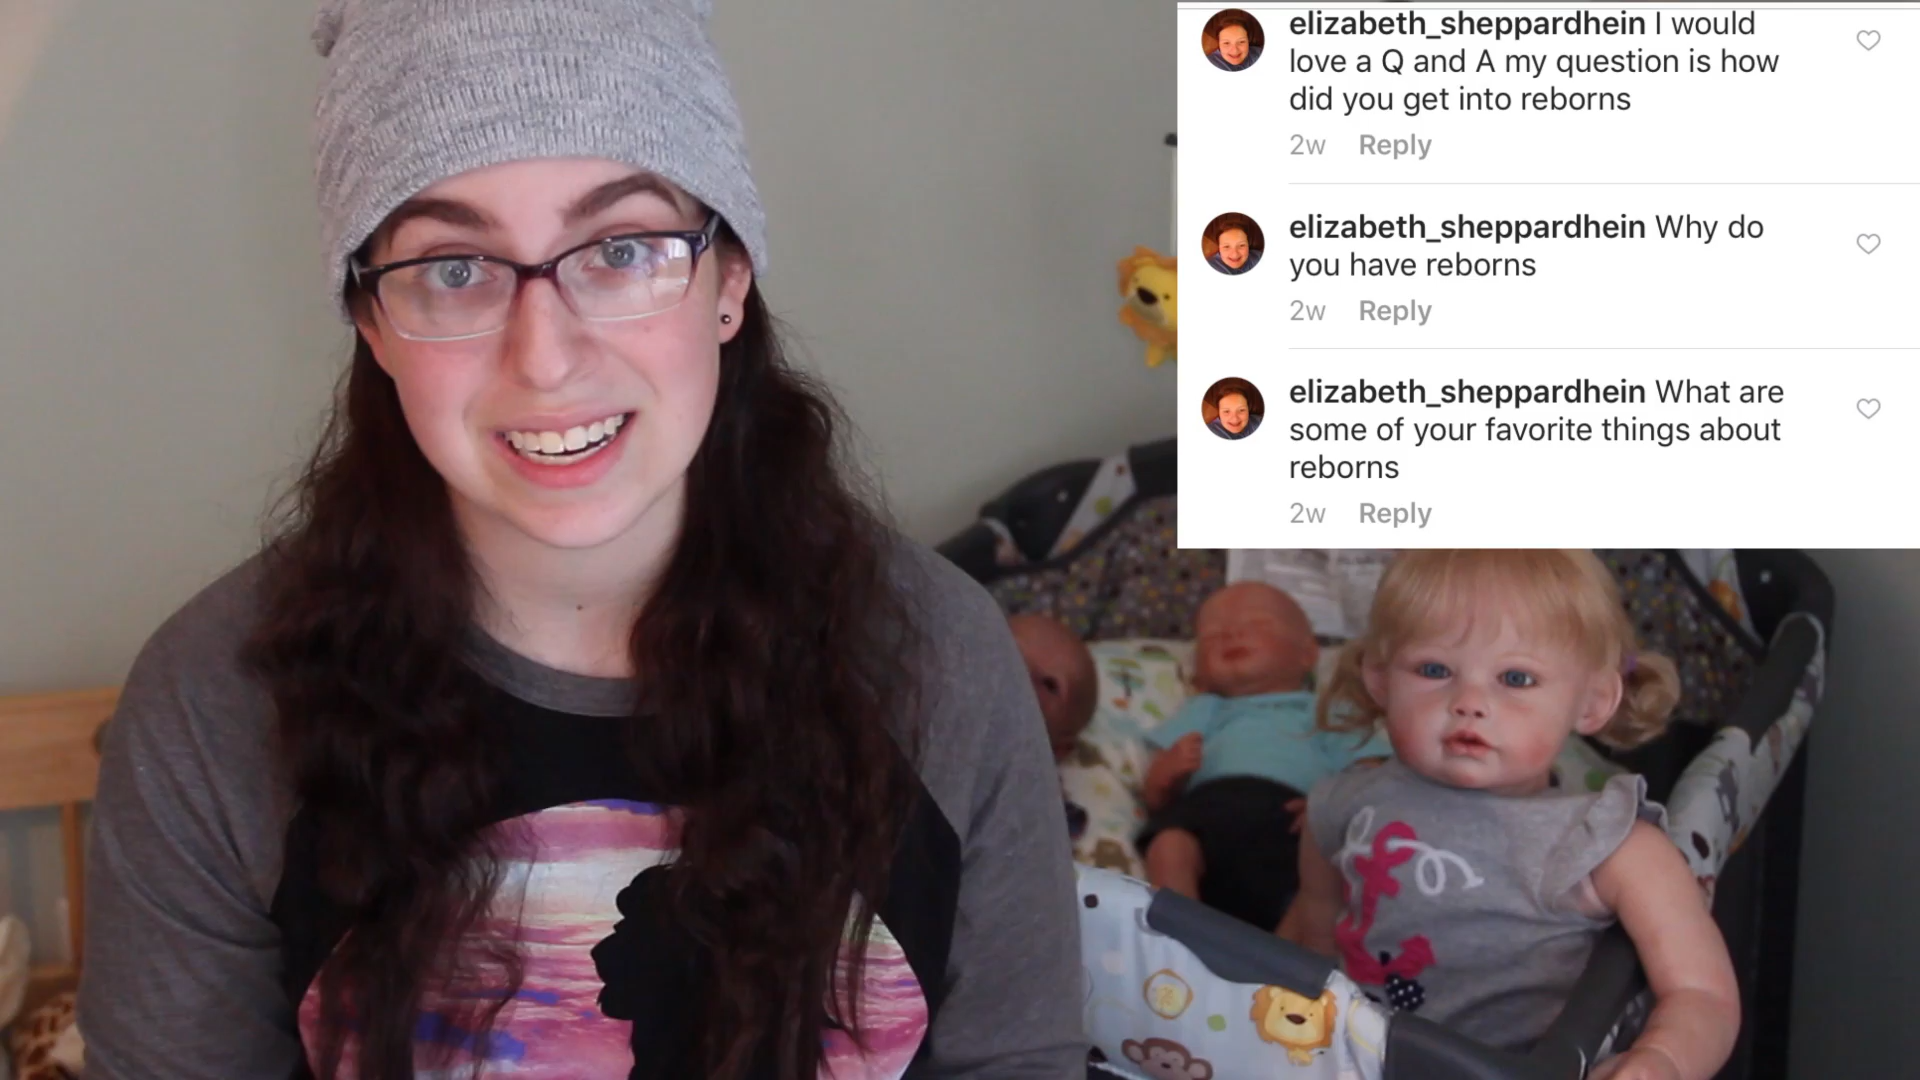 elizabeth_sheppardhein I would
love a Q and A my question is how
did you get into reborns
2w Reply
elizabeth_sheppardhein Why do
you have reborns
2w Reply
elizabeth_sheppardhein What are
some of your favorite things about
reborns
2w Reply